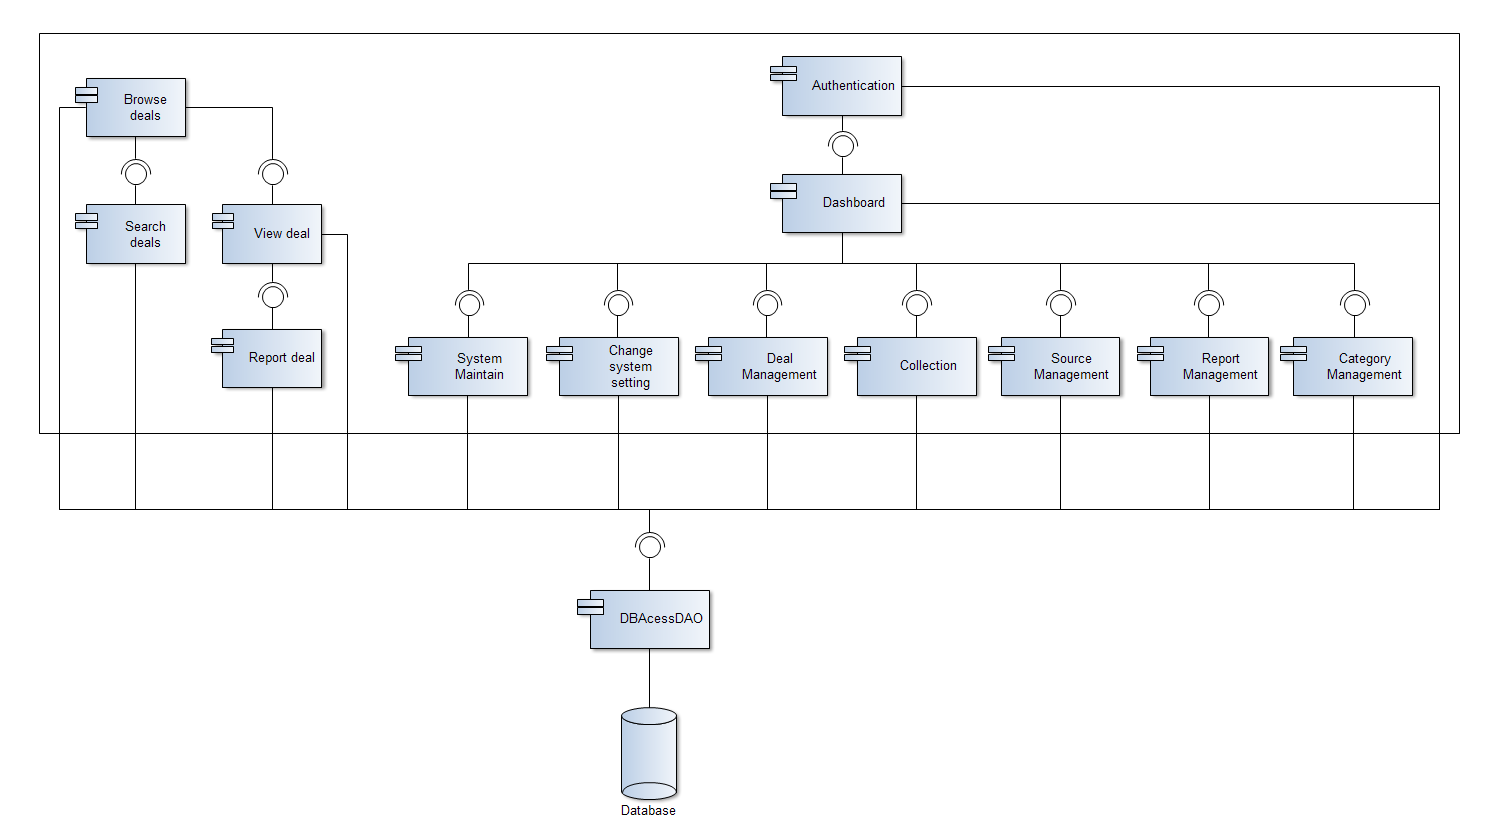 Browse
deals
Authentication
Search
deals
View deal
Dashboard
Report deal
System
Maintain
Change
system
setting
Deal
Management
Collection
Source
Management
Report
Management
Category
Management
DBAcessDAO
Database